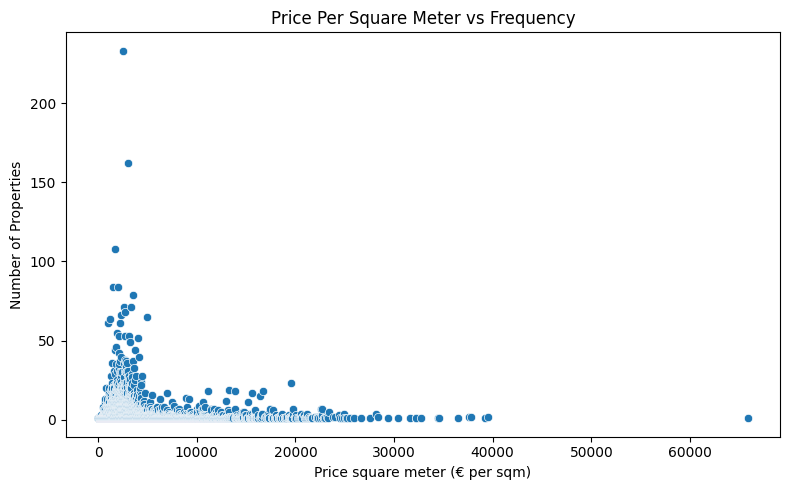 Price Per Square Meter vs Frequency
Number of Properties
200
150
100
50
0
0 10000 20000 30000 40000 50000 60000
Price square meter (€ per sqm)